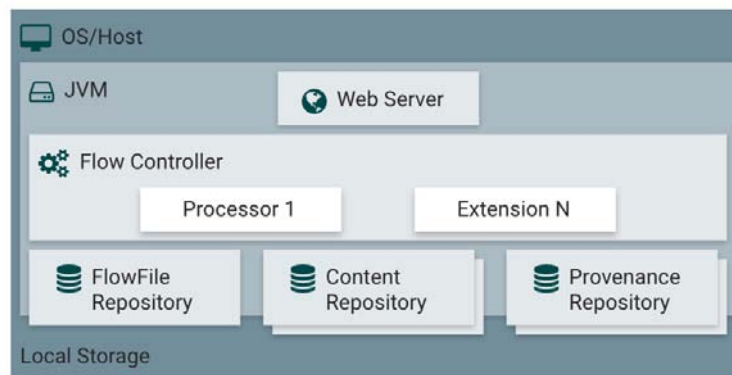 OS/Host
JVM
Web Server
Flow Controller
Processor 1
Extension N
FlowFile
Repository
Content
Repository
Provenance
Repository
Local Storage